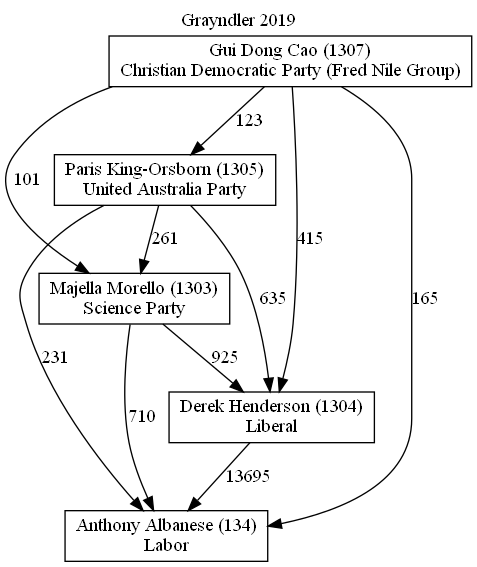 Grayndler 2019
Gui Dong Cao (1307)
Christian Democratic Party (Fred Nile Group)
123
Paris King-Orsborn (1305)
United Australia Party
101
261
415
Majella Morello (1303)
Science Party
635
165
231
925
710
Derek Henderson (1304)
Liberal
13695
Anthony Albanese (134)
Labor